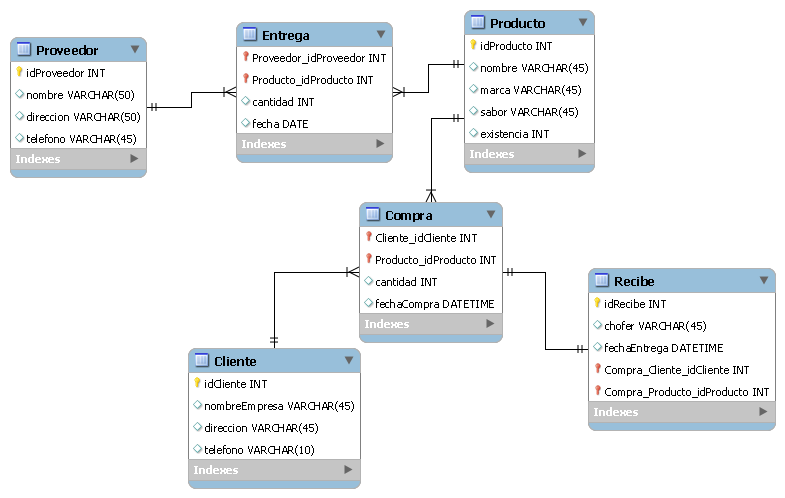 Proveedor
idProveedor INT
nombre VARCHAR(50)
direccion VARCHAR(50)
telefono VARCHAR(45)
Indexes
Entrega
Proveedor_idProveedor INT
Producto_idProducto INT
cantidad INT
fecha DATE
Indexes
Producto
idProducto INT
nombre VARCHAR(45)
marca VARCHAR(45)
sabor VARCHAR(45)
existencia INT
Indexes
Compra
Cliente_idCliente INT
Producto_idProducto INT
cantidad INT
fechaCompra DATETIME
Indexes
Recibe
idRecibe INT
chofer VARCHAR(45)
fechaEntrega DATETIME
Compra_Cliente_idCliente INT
Compra_Producto_idProducto INT
Indexes
Cliente
idCliente INT
nombreEmpresa VARCHAR(45)
direccion VARCHAR(45)
telefono VARCHAR(10)
Indexes